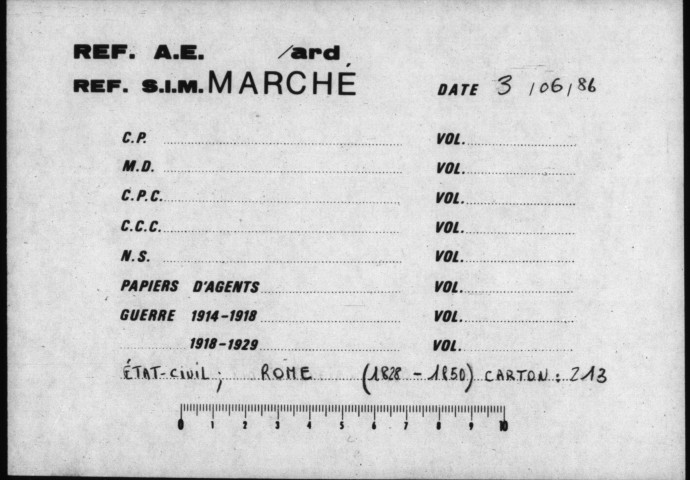 REF. A.E. /ard
REF. S.I.M. MARCHÉ DATE 3 /06/86
C.P. VOL.
M.D. VOL.
C.P.C. VOL.
C.C.C. VOL.
N.S. VOL.
PAPIERS D'AGENTS VOL.
GUERRE 1914-1918 VOL.
1918-1929 VOL.
ÉTAT-CIVIL; ROME (1828 - 1850) CARTON: 213
0 1 2 3 4 5 6 7 8 9 10